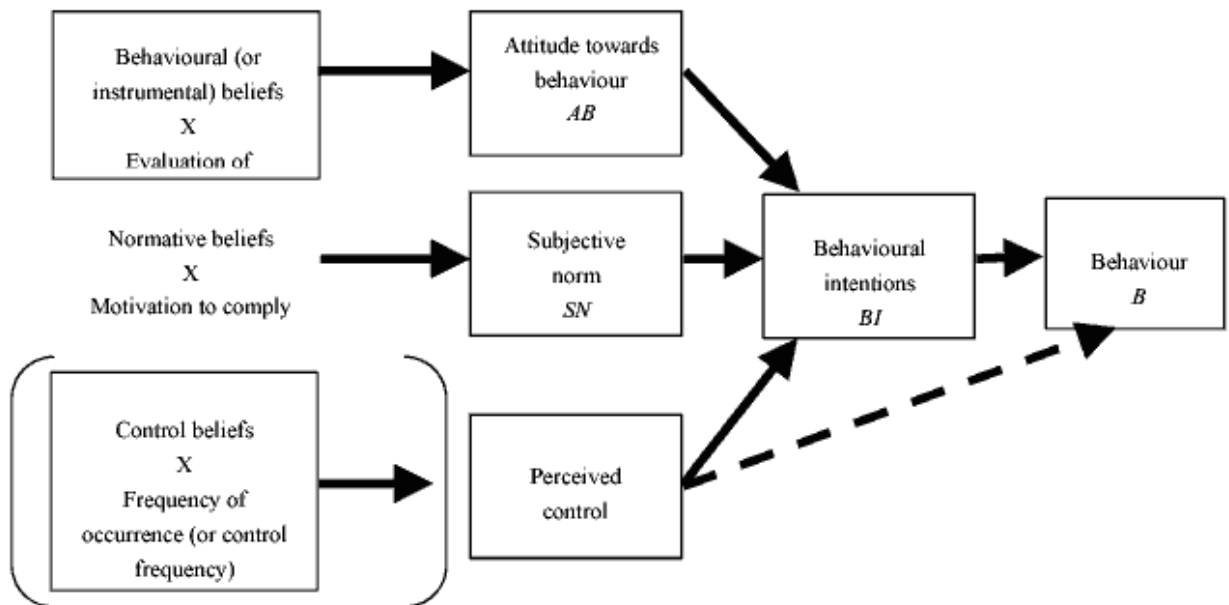 Behavioural (or
instrumental) beliefs
X
Evaluation of
Attitude towards
behaviour
AB
Normative beliefs
X
Motivation to comply
Subjective
norm
SN
Behavioural
intentions
BI
Behaviour
B
Control beliefs
X
Frequency of
occurrence (or control
frequency)
Perceived
control